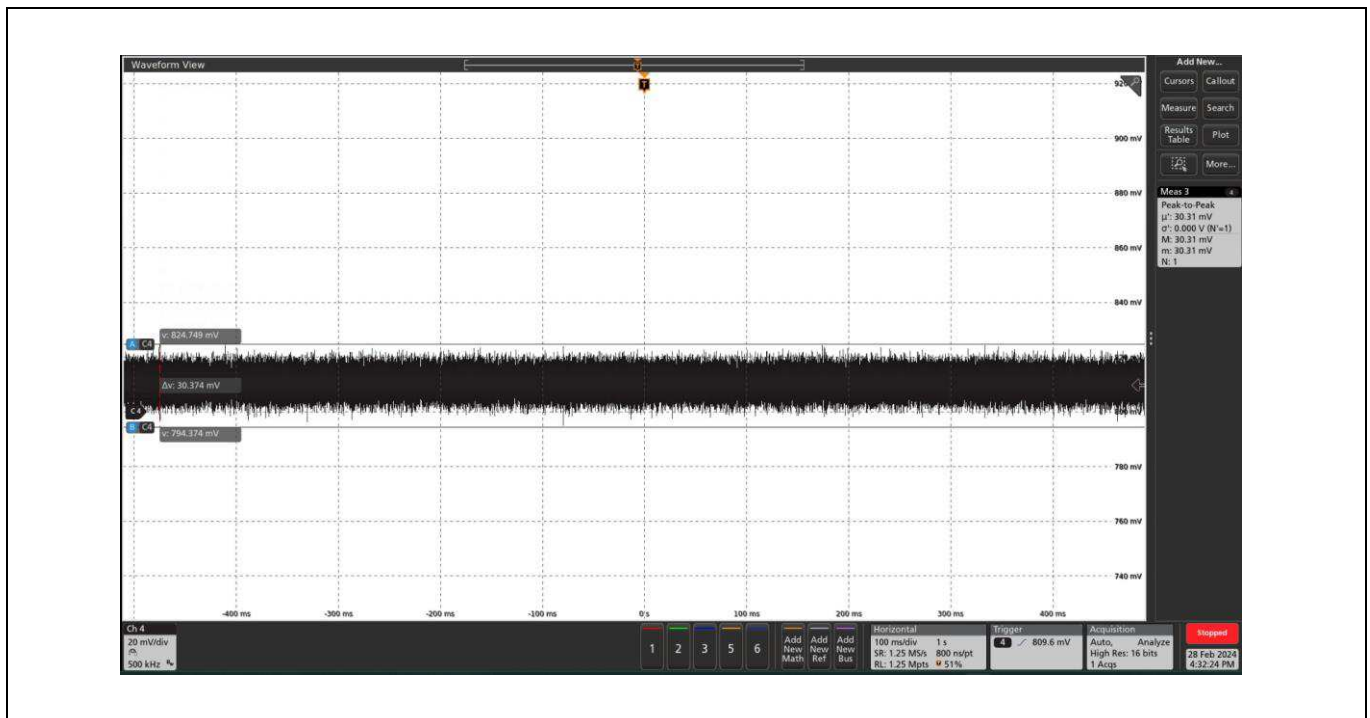 Waveform View
Add New...
Cursors Callout
Measure Search
Results Table Plot
More...
T
900 mV
880 mV
860 mV
840 mV
780 mV
760 mV
740 mV
Meas 3 4
Peak-to-Peak
μ': 30.31 mV
σ': 0.000 V (N'=1)
M: 30.31 mV
m: 30.31 mV
N: 1
v: 824.749 mV
A C4
Δv: 30.374 mV
C4
B C4
v: 794.374 mV
-400 ms -300 ms -200 ms -100 ms 0 s 100 ms 200 ms 300 ms 400 ms
Ch 4
20 mV/div
500 kHz
1 2 3 5 6
Add New Math
Add New Ref
Add New Bus
Horizontal
100 ms/div 1 s
SR: 1.25 MS/s 800 ns/pt
RL: 1.25 Mpts 51%
Trigger
4 809.6 mV
Acquisition
Auto, Analyze
High Res: 16 bits
1 Acqs
Stopped
28 Feb 2024
4:32:24 PM